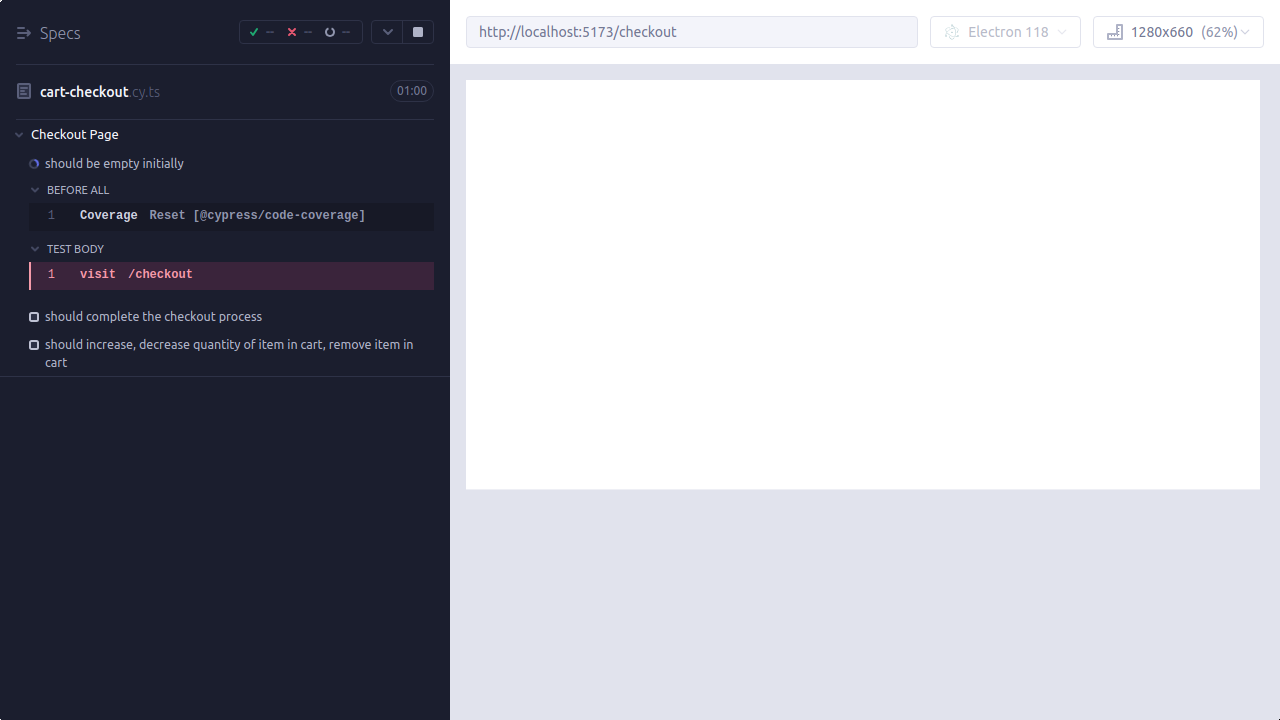 Specs
-- -- --
cart-checkout.cy.ts 01:00
http://localhost:5173/checkout
Electron 118
1280x660 (62%)
Checkout Page
should be empty initially
BEFORE ALL
1 Coverage Reset [@cypress/code-coverage]
TEST BODY
1 visit /checkout
should complete the checkout process
should increase, decrease quantity of item in cart, remove item in
cart